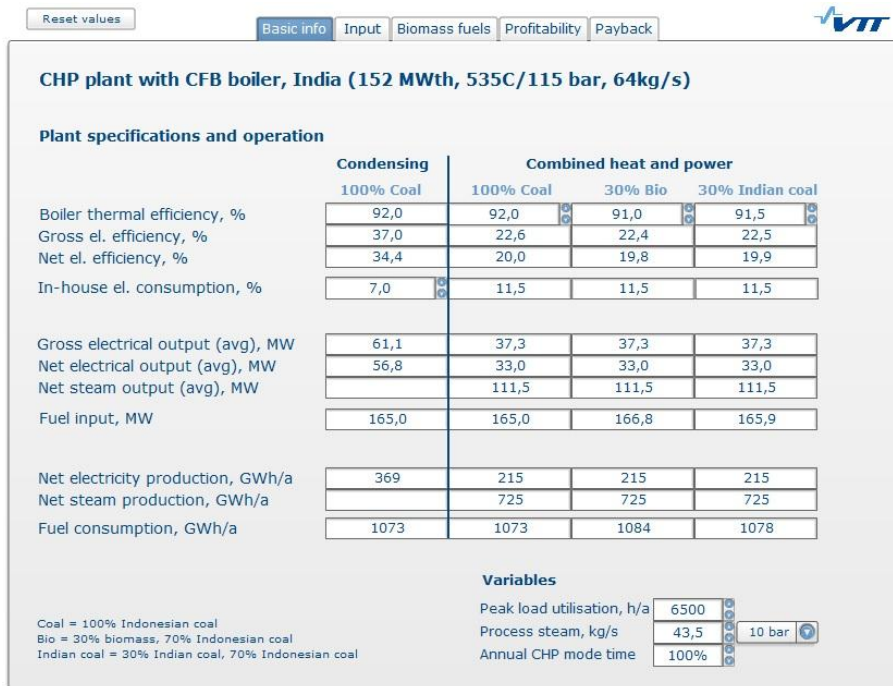 Reset values
Basic info Input Biomass fuels Profitability Payback
VTT
CHP plant with CFB boiler, India (152 MWth, 535C/115 bar, 64kg/s)
Plant specifications and operation
Condensing Combined heat and power
100% Coal 100% Coal 30% Bio 30% Indian coal
Boiler thermal efficiency, % 92,0 92,0 91,0 91,5
Gross el. efficiency, % 37,0 22,6 22,4 22,5
Net el. efficiency, % 34,4 20,0 19,8 19,9
In-house el. consumption, % 7,0 11,5 11,5 11,5
Gross electrical output (avg), MW 61,1 37,3 37,3 37,3
Net electrical output (avg), MW 56,8 33,0 33,0 33,0
Net steam output (avg), MW 111,5 111,5 111,5
Fuel input, MW 165,0 165,0 166,8 165,9
Net electricity production, GWh/a 369 215 215 215
Net steam production, GWh/a 725 725 725
Fuel consumption, GWh/a 1073 1073 1084 1078
Variables
Peak load utilisation, h/a 6500
Process steam, kg/s 43,5 10 bar
Annual CHP mode time 100%
Coal = 100% Indonesian coal
Bio = 30% biomass, 70% Indonesian coal
Indian coal = 30% Indian coal, 70% Indonesian coal